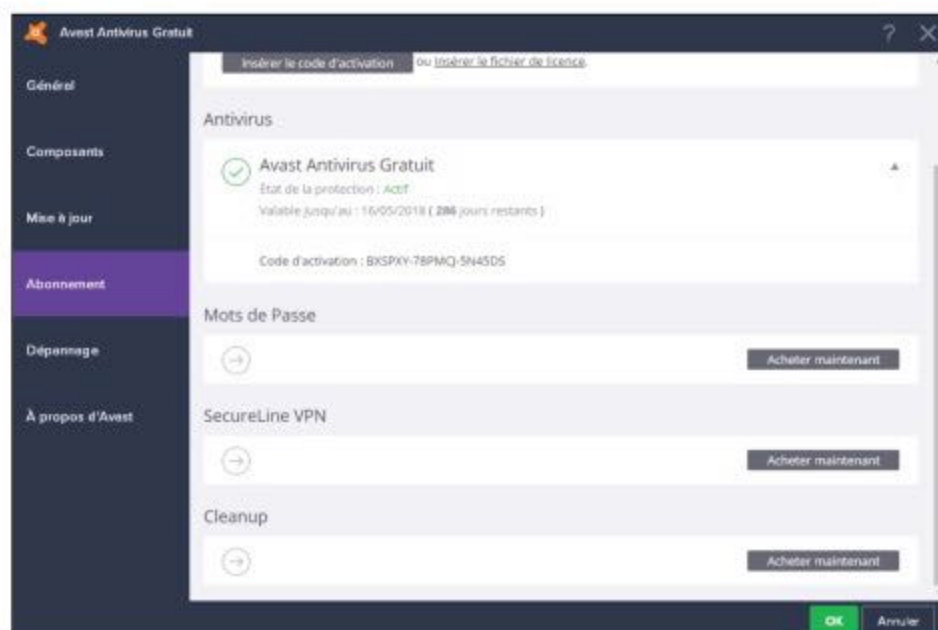 Avast Antivirus Gratuit
?
Insérer le code d'activation ou Insérer le fichier de licence.
Général
Composants
Mise à jour
Abonnement
Dépannage
À propos d'Avast
Antivirus
Avast Antivirus Gratuit
État de la protection : Actif
Valable jusqu'au : 16/05/2018 ( 286 jours restants )
Code d'activation : BXSPXY-78PMCJ-5N45DS
Mots de Passe
Acheter maintenant
SecureLine VPN
Acheter maintenant
Cleanup
Acheter maintenant
OK
Annuler